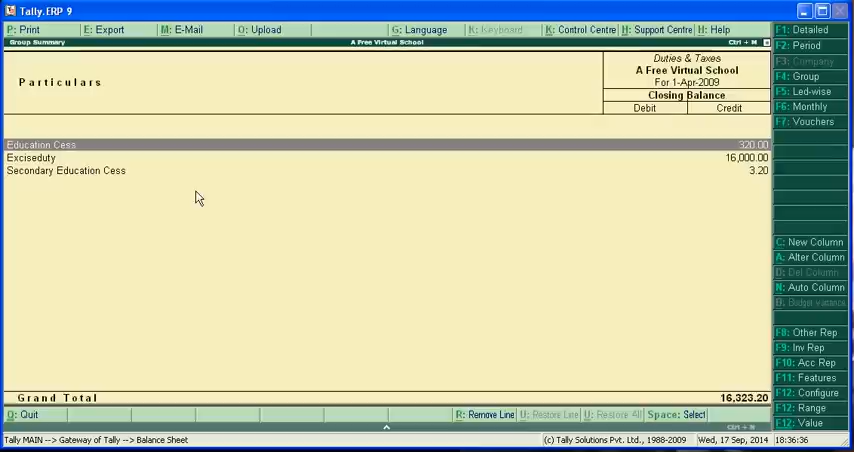 Tally.ERP 9
P: Print E: Export M: E-Mail O: Upload G: Language K: Keyboard K: Control Centre H: Support Centre H: Help
F1: Detailed
Group Summary A Free Virtual School Ctrl + M
F2: Period
F3: Company
F4: Group
F5: Led-wise
F6: Monthly
F7: Vouchers
Particulars
Duties & Taxes
A Free Virtual School
For 1-Apr-2009
Closing Balance
Debit Credit
Education Cess 320.00
Exciseduty 16,000.00
Secondary Education Cess 3.20
C: New Column
A: Alter Column
D: Del Column
N: Auto Column
B: Budget Variance
F8: Other Rep
F9: Inv Rep
F10: Acc Rep
F11: Features
F12: Configure
F12: Range
F12: Value
Grand Total 16,323.20
Q: Quit R: Remove Line U: Restore Line U: Restore All Space: Select
Ctrl + N
Tally MAIN --> Gateway of Tally --> Balance Sheet (c) Tally Solutions Pvt. Ltd., 1988-2009 Wed, 17 Sep, 2014 18:36:36